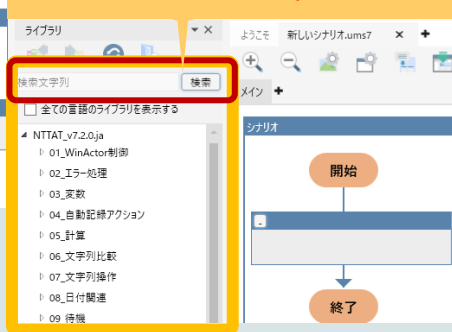 ライブラリ
ようこそ 新しいシナリオ.ums7
検索文字列 検索
メイン
全ての言語のライブラリを表示する
シナリオ
NTTAT_v7.2.0.ja
01_WinActor制御
02_エラー処理
03_変数
04_自動記録アクション
05_計算
06_文字列比較
07_文字列操作
08_日付関連
09_待機
開始
終了